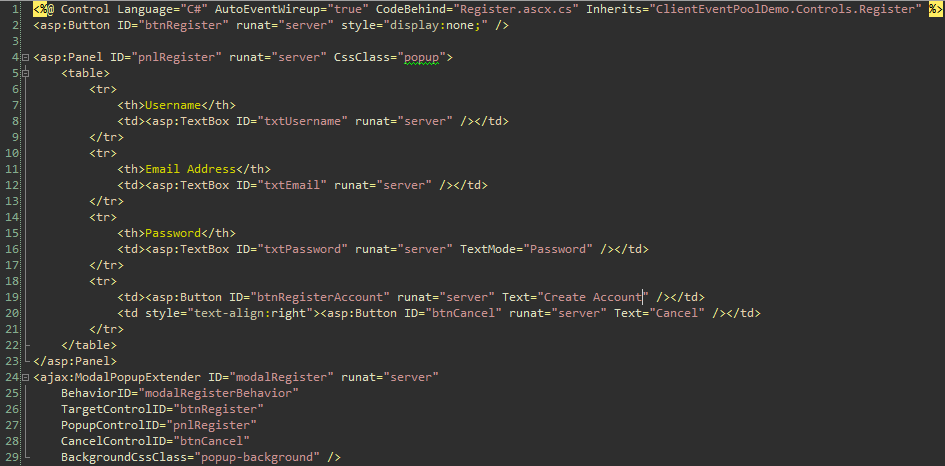 1 <%@ Control Language="C#" AutoEventWireup="true" CodeBehind="Register.ascx.cs" Inherits="ClientEventPoolDemo.Controls.Register" %>
2 <asp:Button ID="btnRegister" runat="server" style="display:none;" />
3
4 <asp:Panel ID="pnlRegister" runat="server" CssClass="popup">
5 <table>
6 <tr>
7 <th>Username</th>
8 <td><asp:TextBox ID="txtUsername" runat="server" /></td>
9 </tr>
10 <tr>
11 <th>Email Address</th>
12 <td><asp:TextBox ID="txtEmail" runat="server" /></td>
13 </tr>
14 <tr>
15 <th>Password</th>
16 <td><asp:TextBox ID="txtPassword" runat="server" TextMode="Password" /></td>
17 </tr>
18 <tr>
19 <td><asp:Button ID="btnRegisterAccount" runat="server" Text="Create Account" /></td>
20 <td style="text-align:right"><asp:Button ID="btnCancel" runat="server" Text="Cancel" /></td>
21 </tr>
22 </table>
23 </asp:Panel>
24 <ajax:ModalPopupExtender ID="modalRegister" runat="server"
25 BehaviorID="modalRegisterBehavior"
26 TargetControlID="btnRegister"
27 PopupControlID="pnlRegister"
28 CancelControlID="btnCancel"
29 BackgroundCssClass="popup-background" />